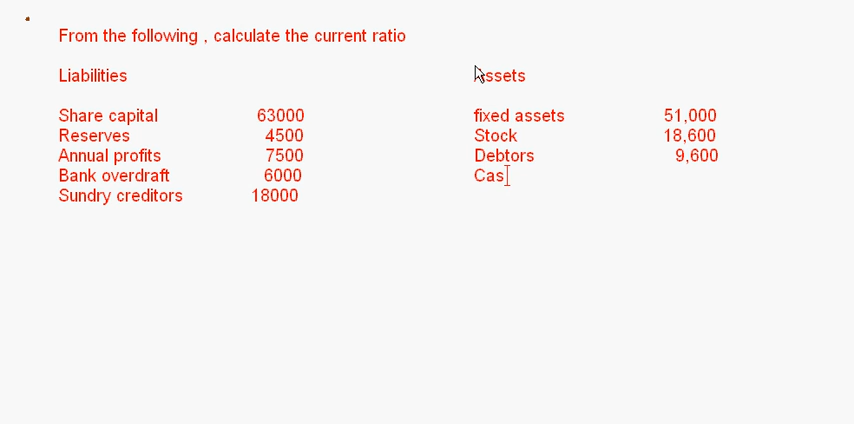 From the following , calculate the current ratio
Liabilities Assets
Share capital 63000 fixed assets 51,000
Reserves 4500 Stock 18,600
Annual profits 7500 Debtors 9,600
Bank overdraft 6000 Cas
Sundry creditors 18000